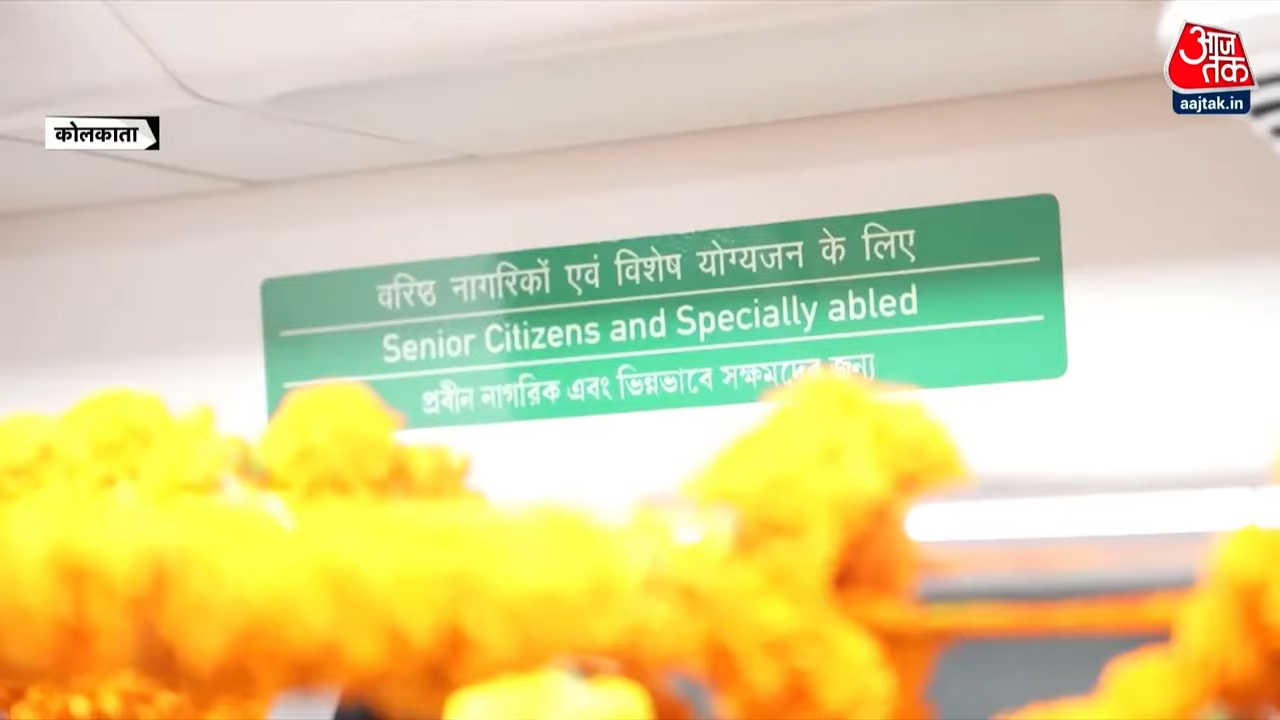 आज
तक
aajtak.in
कोलकाता
वरिष्ठ नागरिकों एवं विशेष योग्यजन के लिए
Senior Citizens and Specially abled
প্রবীন নাগরিক এবং ভিন্নভাবে সক্ষমদের জন্য